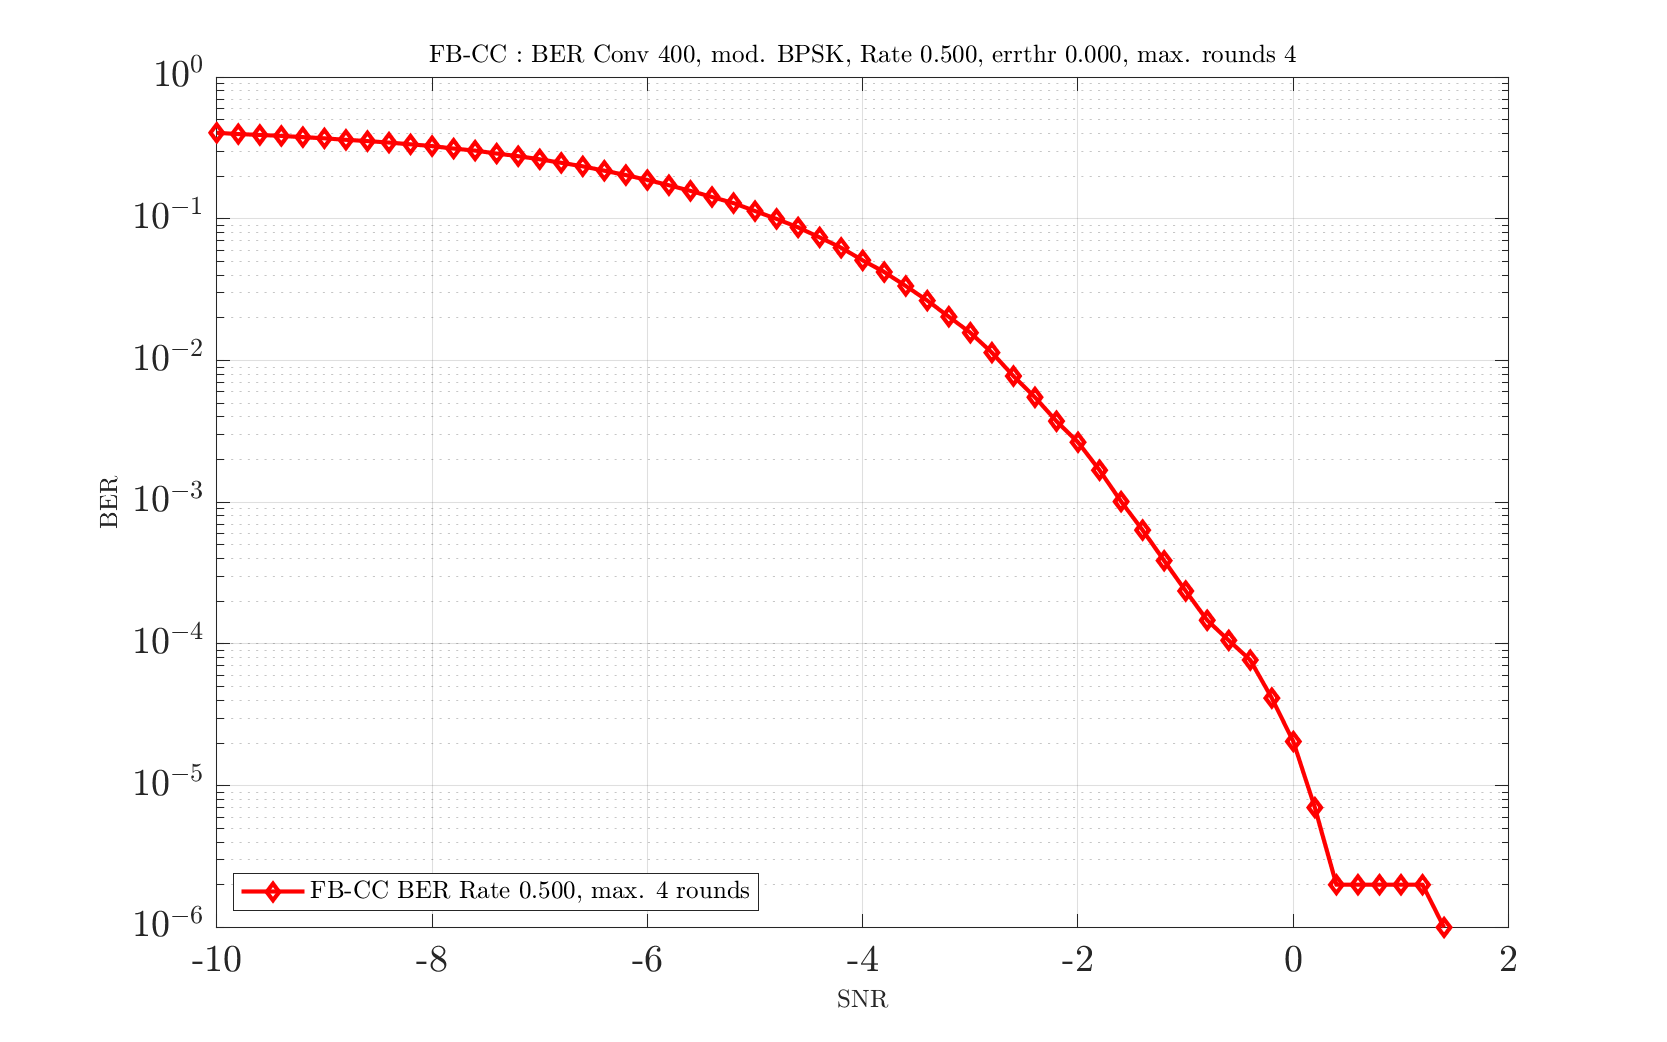 FB-CC : BER Conv 400, mod. BPSK, Rate 0.500, errthr 0.000, max. rounds 4
10^0
10^-1
10^-2
10^-3
10^-4
10^-5
10^-6
BER
FB-CC BER Rate 0.500, max. 4 rounds
-10 -8 -6 -4 -2 0 2
SNR